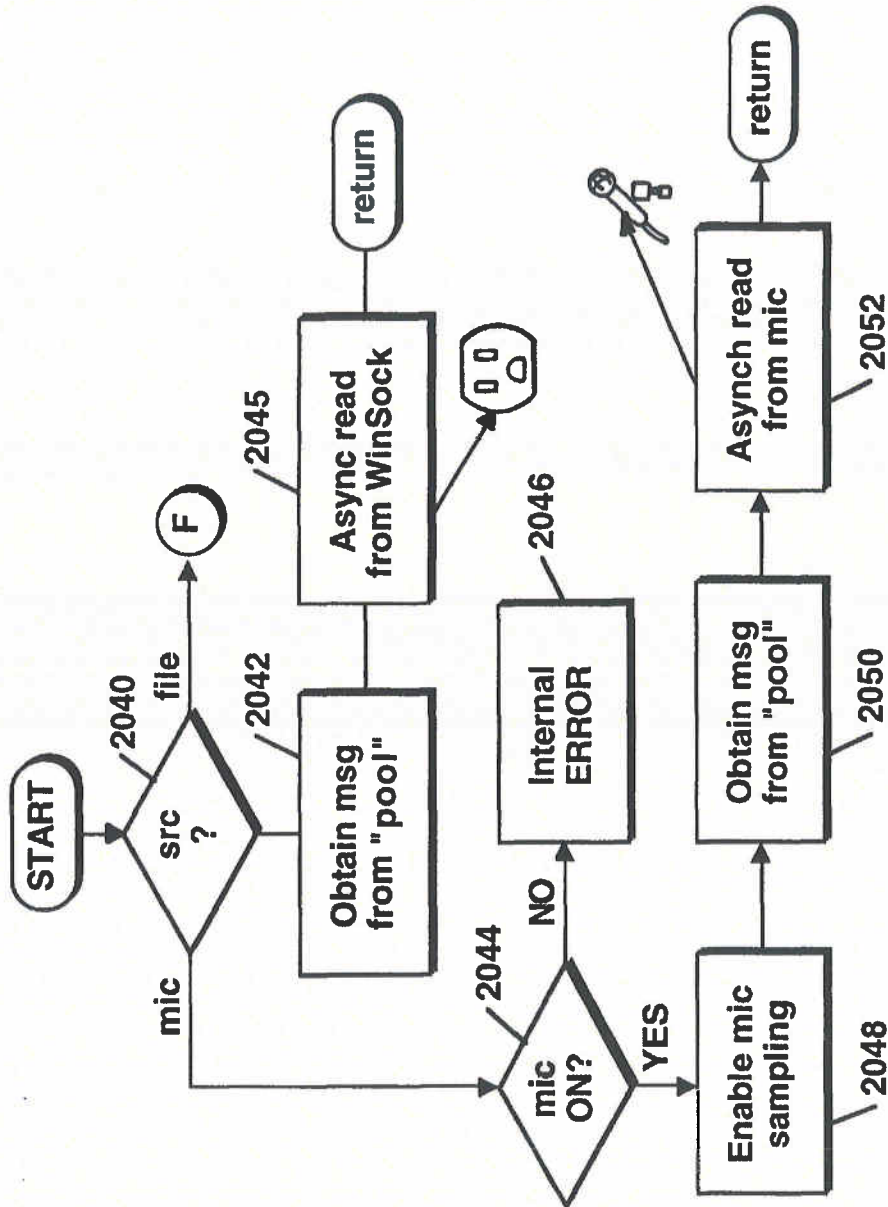 START
2040
src
?
file
F
mic
2042
Obtain msg
from "pool"
2045
Async read
from WinSock
return
2044
mic
ON?
NO
2046
Internal
ERROR
YES
Enable mic
sampling
2048
Obtain msg
from "pool"
2050
Asynch read
from mic
2052
return